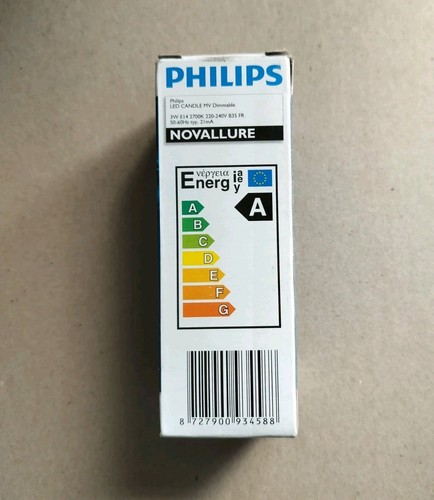 PHILIPS
Philips
LED CANDLE MV Dimmable
3W E14 2700K 220-240V B35 FR
50-60Hz typ. 21mA
NOVALLURE
ενέργεια
Energ ia ie y
A
A
B
C
D
E
F
G
8 727900 934588